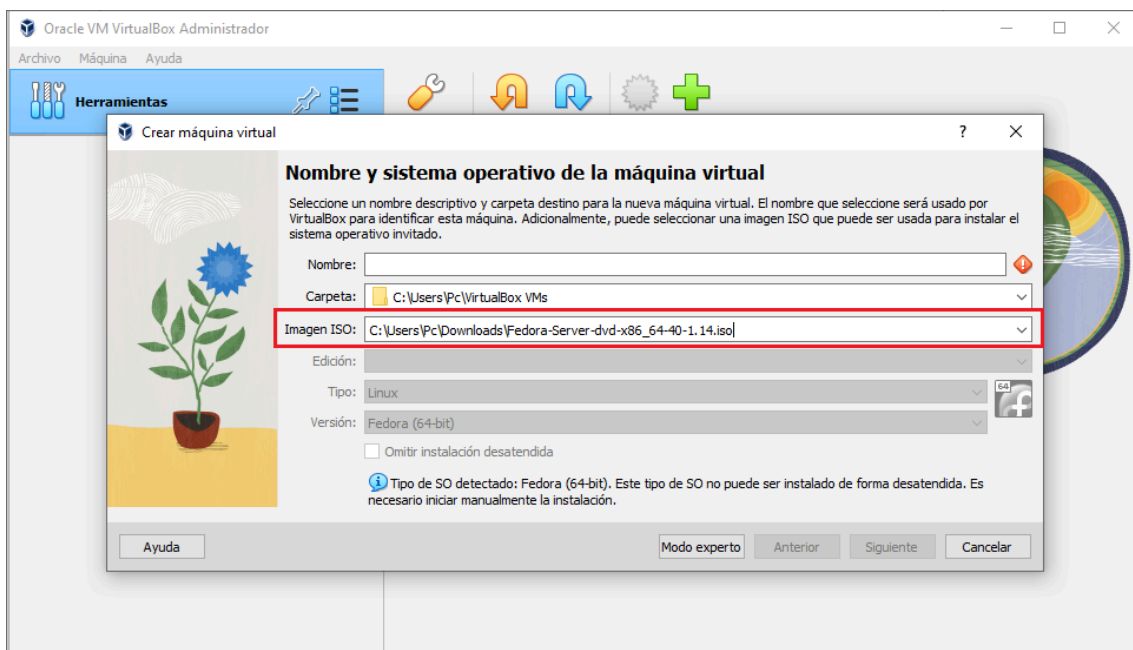 Oracle VM VirtualBox Administrador
Archivo Máquina Ayuda
Herramientas
Crear máquina virtual
?
Nombre y sistema operativo de la máquina virtual
Seleccione un nombre descriptivo y carpeta destino para la nueva máquina virtual. El nombre que seleccione será usado por
VirtualBox para identificar esta máquina. Adicionalmente, puede seleccionar una imagen ISO que puede ser usada para instalar el
sistema operativo invitado.
Nombre:
Carpeta: C:\Users\Pc\VirtualBox VMs
Imagen ISO: C:\Users\Pc\Downloads\Fedora-Server-dvd-x86_64-40-1.14.iso
Edición:
Tipo: Linux
64
Versión: Fedora (64-bit)
Omitir instalación desatendida
Tipo de SO detectado: Fedora (64-bit). Este tipo de SO no puede ser instalado de forma desatendida. Es
necesario iniciar manualmente la instalación.
Ayuda Modo experto Anterior Siguiente Cancelar